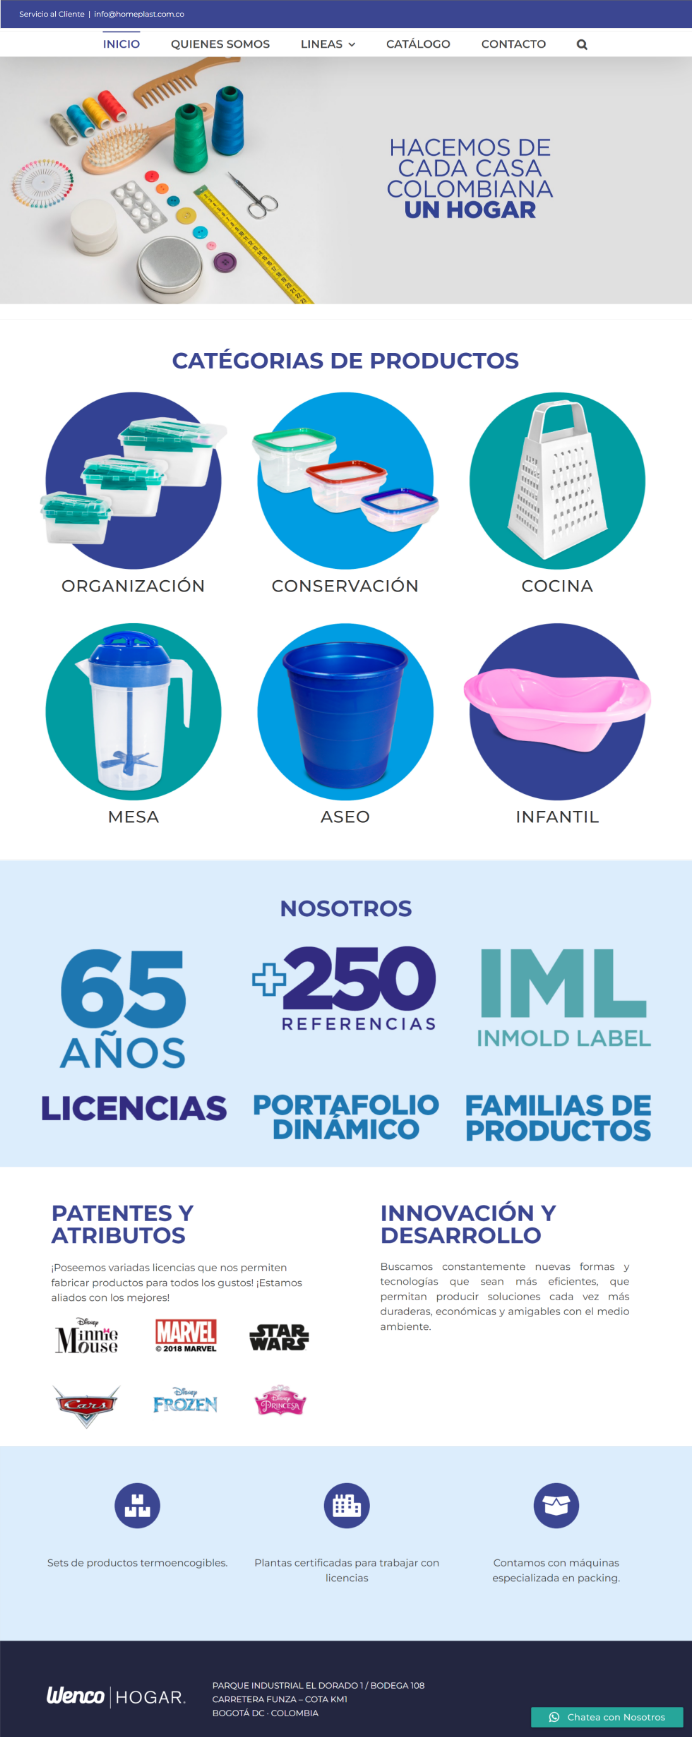 Servicio al Cliente | info@homeplast.com.co
INICIO QUIENES SOMOS LINEAS CATÁLOGO CONTACTO
HACEMOS DE
CADA CASA
COLOMBIANA
UN HOGAR
CATÉGORIAS DE PRODUCTOS
ORGANIZACIÓN CONSERVACIÓN COCINA
MESA ASEO INFANTIL
NOSOTROS
65
AÑOS
+250
REFERENCIAS
IML
INMOLD LABEL
LICENCIAS
PORTAFOLIO
DINÁMICO
FAMILIAS DE
PRODUCTOS
PATENTES Y
ATRIBUTOS
¡Poseemos variadas licencias que nos permiten
fabricar productos para todos los gustos! ¡Estamos
aliados con los mejores!
Disney
Minnie
Mouse
MARVEL
© 2018 MARVEL
STAR
WARS
Cars
Disney
FROZEN
Disney
PRINCESA
INNOVACIÓN Y
DESARROLLO
Buscamos constantemente nuevas formas y
tecnologías que sean más eficientes, que
permitan producir soluciones cada vez más
duraderas, económicas y amigables con el medio
ambiente.
Sets de productos termoencogibles.
Plantas certificadas para trabajar con
licencias
Contamos con máquinas
especializada en packing.
Wenco | HOGAR.
PARQUE INDUSTRIAL EL DORADO 1 / BODEGA 108
CARRETERA FUNZA – COTA KM1
BOGOTÁ DC · COLOMBIA
Chatea con Nosotros